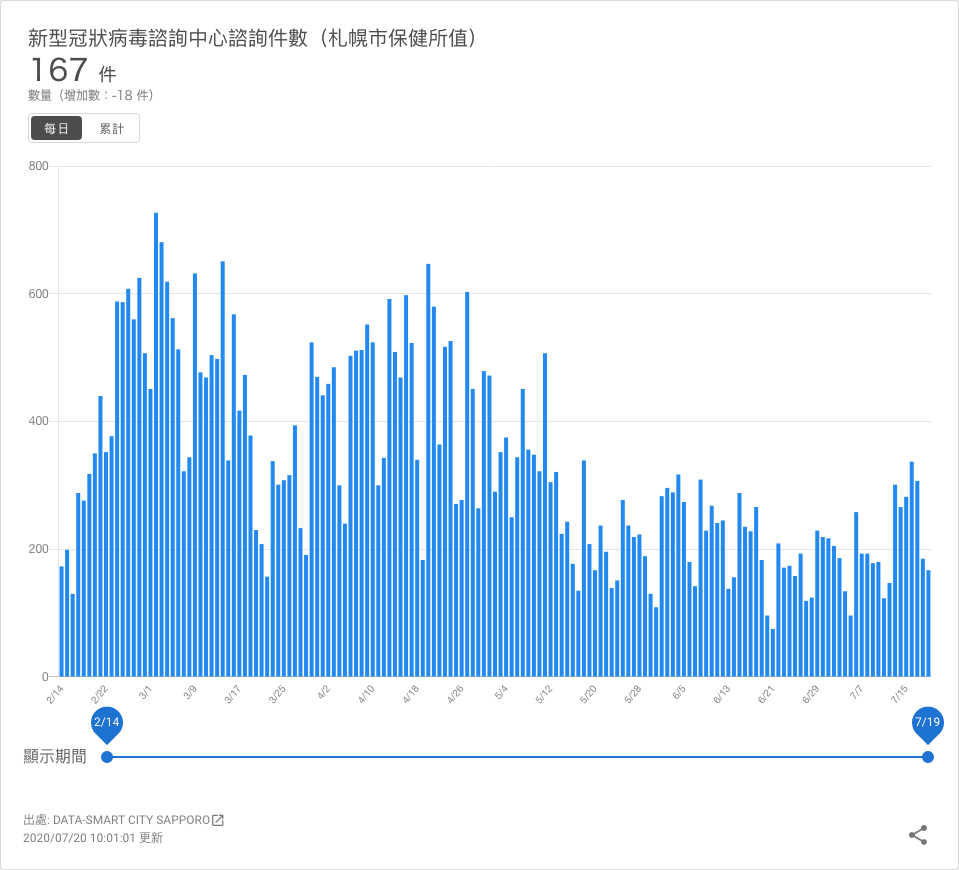 新型冠狀病毒諮詢中心諮詢件數（札幌市保健所值）
167 件
數量（增加數：-18 件）
每日 累計
800
600
400
200
0
2/14 2/22 3/1 3/9 3/17 3/25 4/2 4/10 4/18 4/26 5/4 5/12 5/20 5/28 6/5 6/13 6/21 6/29 7/7 7/15
2/14 7/19
顯示期間
出處: DATA-SMART CITY SAPPORO
2020/07/20 10:01:01 更新